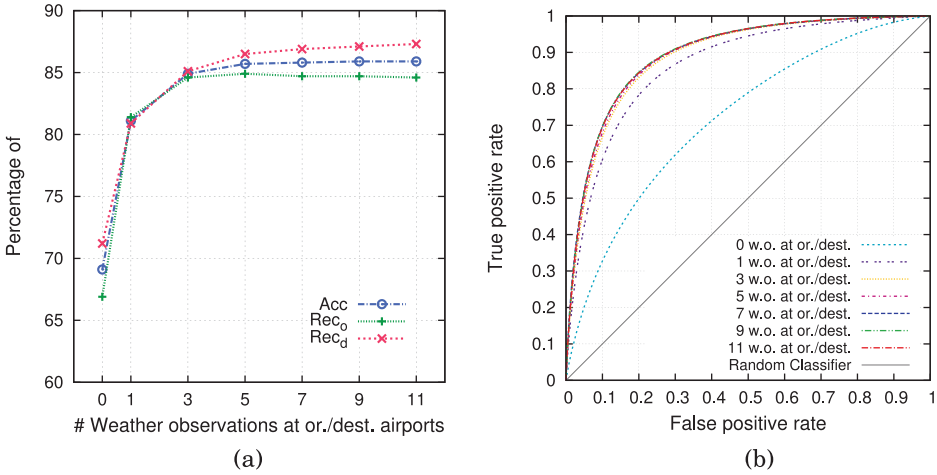 90
85
80
75
70
65
60
Percentage of
Acc
Rec_o
Rec_d
0 1 3 5 7 9 11
# Weather observations at or./dest. airports
(a)
1
0.9
0.8
0.7
0.6
0.5
0.4
0.3
0.2
0.1
0
True positive rate
0 w.o. at or./dest.
1 w.o. at or./dest.
3 w.o. at or./dest.
5 w.o. at or./dest.
7 w.o. at or./dest.
9 w.o. at or./dest.
11 w.o. at or./dest.
Random Classifier
0 0.1 0.2 0.3 0.4 0.5 0.6 0.7 0.8 0.9 1
False positive rate
(b)